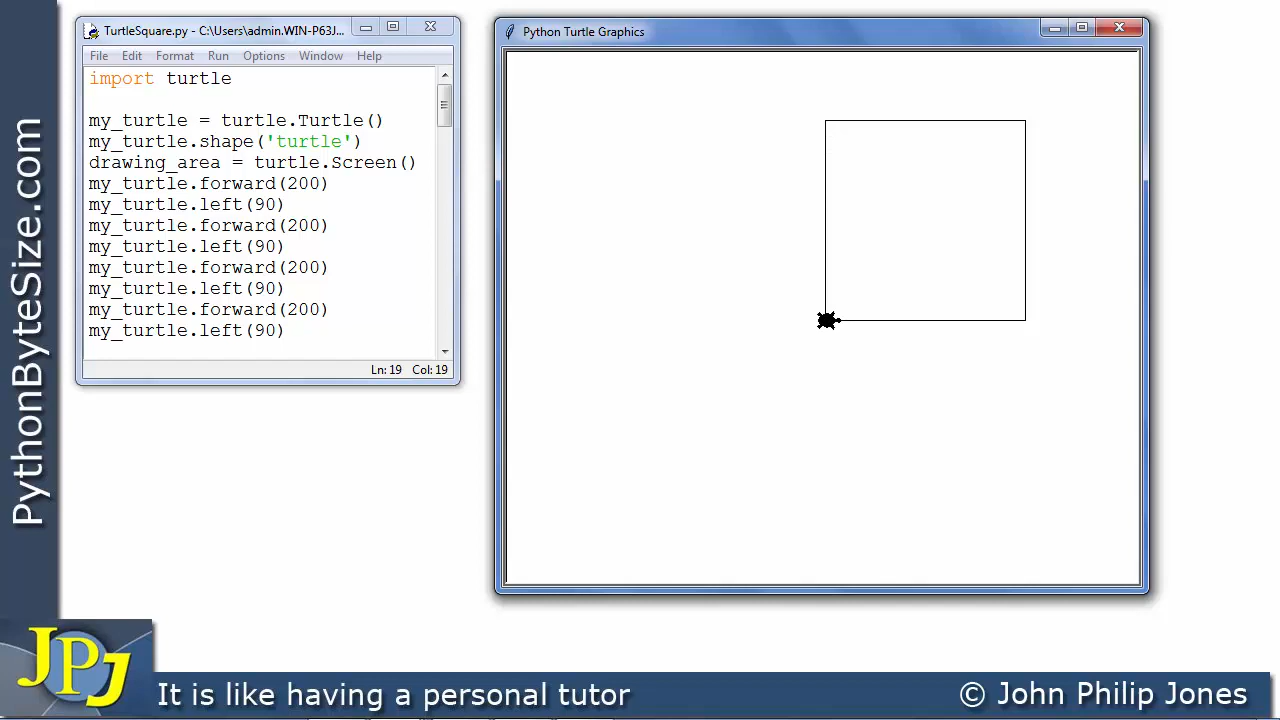 PythonByteSize.com
TurtleSquare.py - C:\Users\admin.WIN-P63J...
File Edit Format Run Options Window Help
import turtle
my_turtle = turtle.Turtle()
my_turtle.shape('turtle')
drawing_area = turtle.Screen()
my_turtle.forward(200)
my_turtle.left(90)
my_turtle.forward(200)
my_turtle.left(90)
my_turtle.forward(200)
my_turtle.left(90)
my_turtle.forward(200)
my_turtle.left(90)
Ln: 19 Col: 19
Python Turtle Graphics
JPJ
It is like having a personal tutor
© John Philip Jones